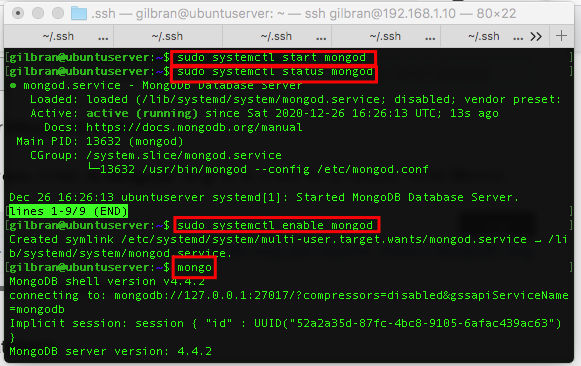 .ssh — gilbran@ubuntuserver: ~ — ssh gilbran@192.168.1.10 — 80×22
~/.ssh ~/.ssh ~/.ssh ~/.ssh ~/.ssh >> +
[gilbran@ubuntuserver:~$ sudo systemctl start mongod ]
[gilbran@ubuntuserver:~$ sudo systemctl status mongod ]
● mongod.service - MongoDB Database Server
Loaded: loaded (/lib/systemd/system/mongod.service; disabled; vendor preset:
Active: active (running) since Sat 2020-12-26 16:26:13 UTC; 13s ago
Docs: https://docs.mongodb.org/manual
Main PID: 13632 (mongod)
CGroup: /system.slice/mongod.service
└─13632 /usr/bin/mongod --config /etc/mongod.conf
Dec 26 16:26:13 ubuntuserver systemd[1]: Started MongoDB Database Server.
lines 1-9/9 (END)
[gilbran@ubuntuserver:~$ sudo systemctl enable mongod ]
Created symlink /etc/systemd/system/multi-user.target.wants/mongod.service → /li
b/systemd/system/mongod.service.
[gilbran@ubuntuserver:~$ mongo ]
MongoDB shell version v4.4.2
connecting to: mongodb://127.0.0.1:27017/?compressors=disabled&gssapiServiceName
=mongodb
Implicit session: session { "id" : UUID("52a2a35d-87fc-4bc8-9105-6afac439ac63")
}
MongoDB server version: 4.4.2